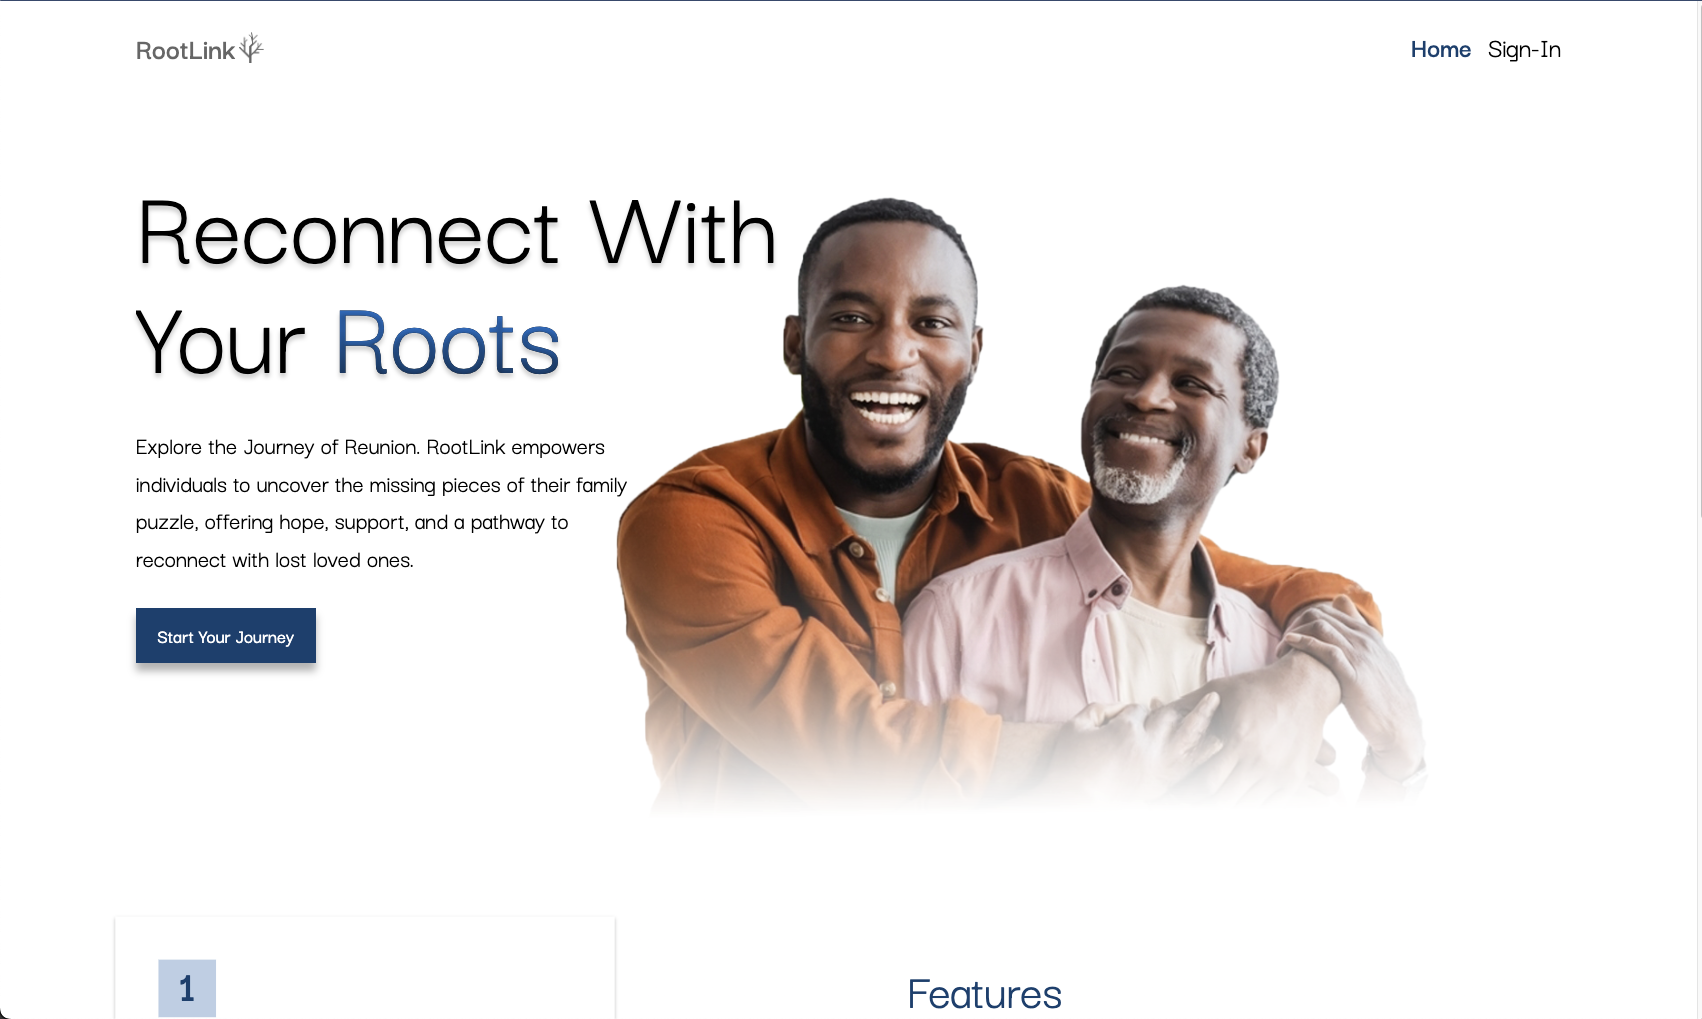 RootLink
Home Sign-In
Reconnect With
Your Roots
Explore the Journey of Reunion. RootLink empowers
individuals to uncover the missing pieces of their family
puzzle, offering hope, support, and a pathway to
reconnect with lost loved ones.
Start Your Journey
1
Features